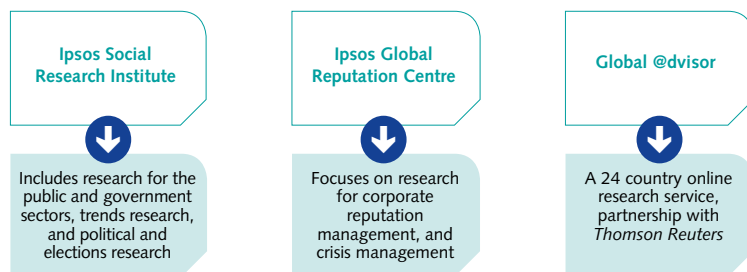 Ipsos Social
Research Institute
Includes research for the
public and government
sectors, trends research,
and political and
elections research
Ipsos Global
Reputation Centre
Focuses on research
for corporate
reputation
management, and
crisis management
Global @dvisor
A 24 country online
research service,
partnership with
Thomson Reuters